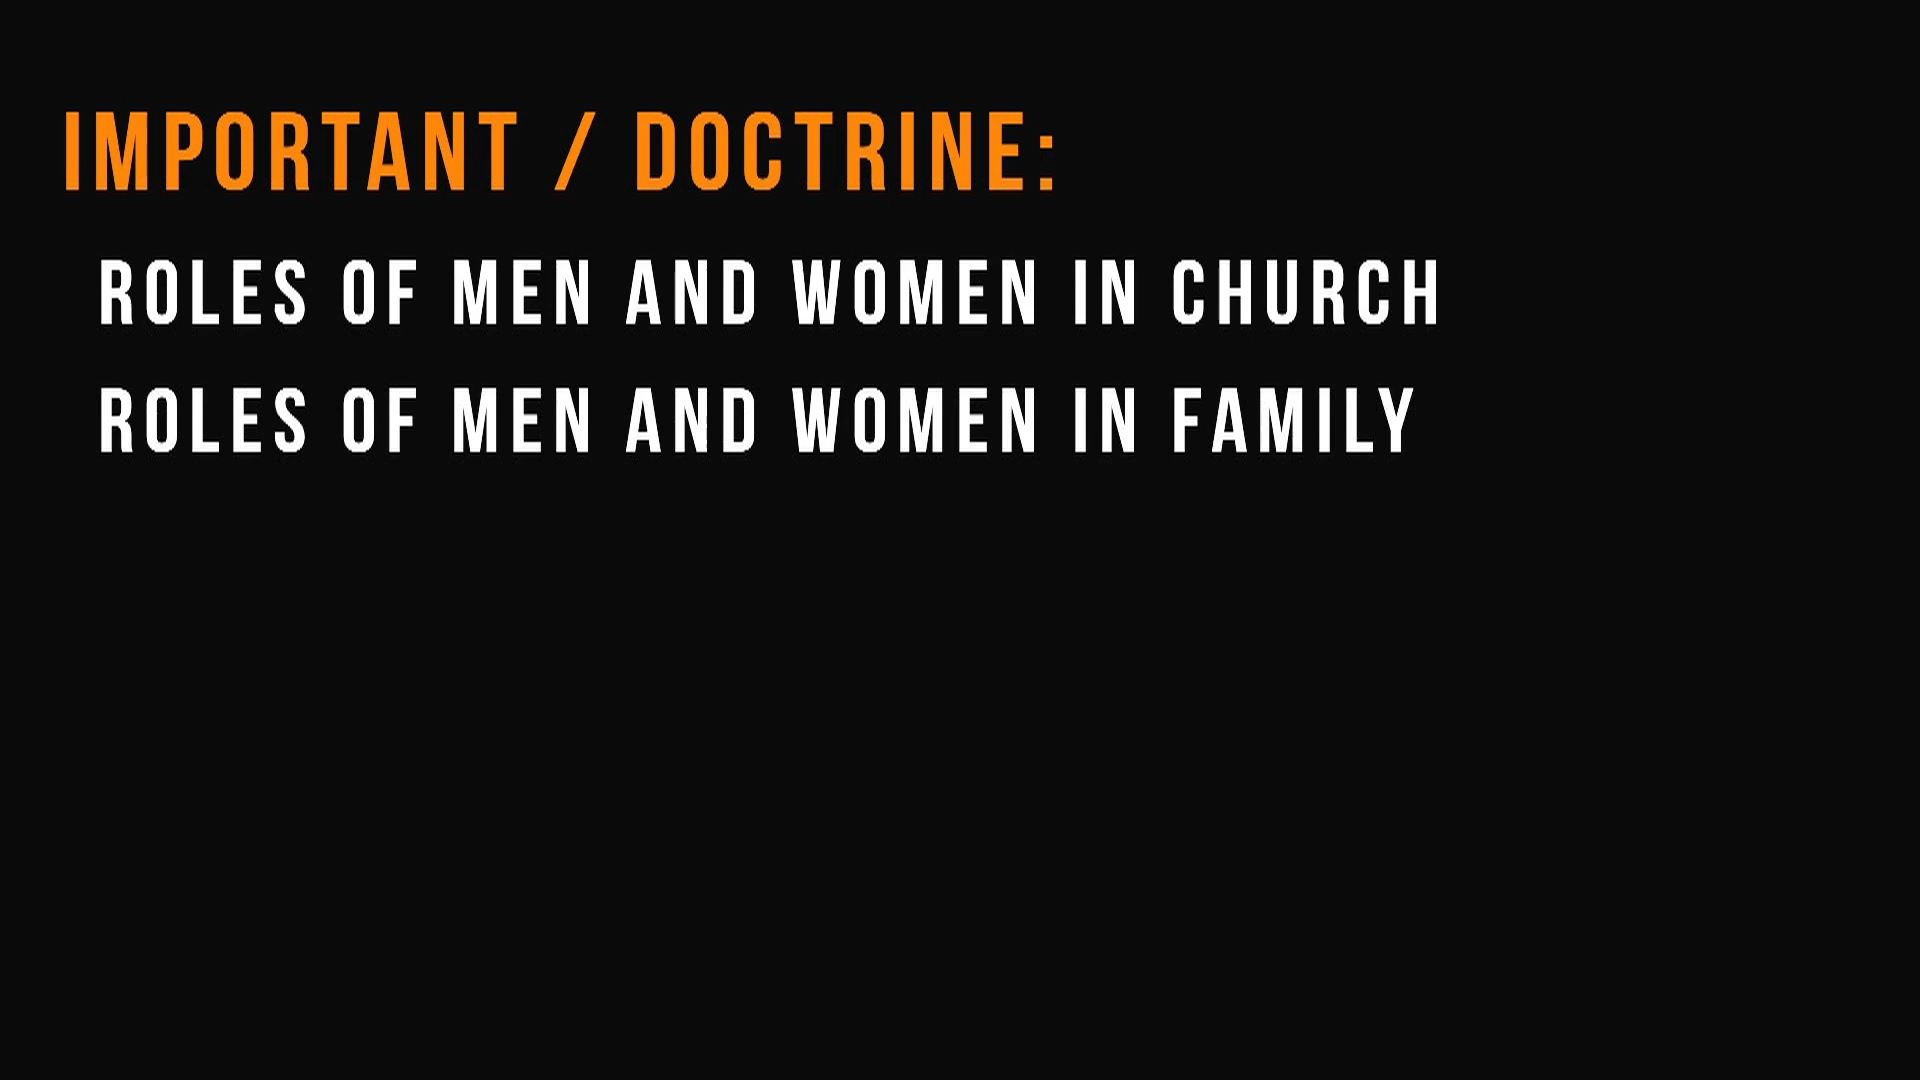 IMPORTANT / DOCTRINE:
ROLES OF MEN AND WOMEN IN CHURCH
ROLES OF MEN AND WOMEN IN FAMILY